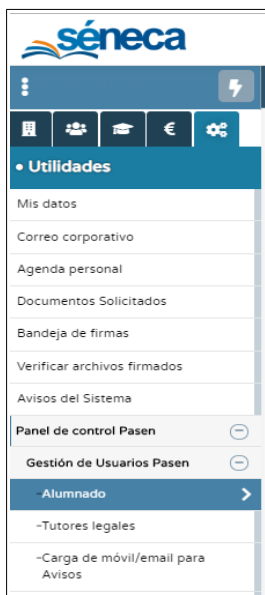 séneca
€
• Utilidades
Mis datos
Correo corporativo
Agenda personal
Documentos Solicitados
Bandeja de firmas
Verificar archivos firmados
Avisos del Sistema
Panel de control Pasen
Gestión de Usuarios Pasen
-Alumnado
-Tutores legales
-Carga de móvil/email para
Avisos